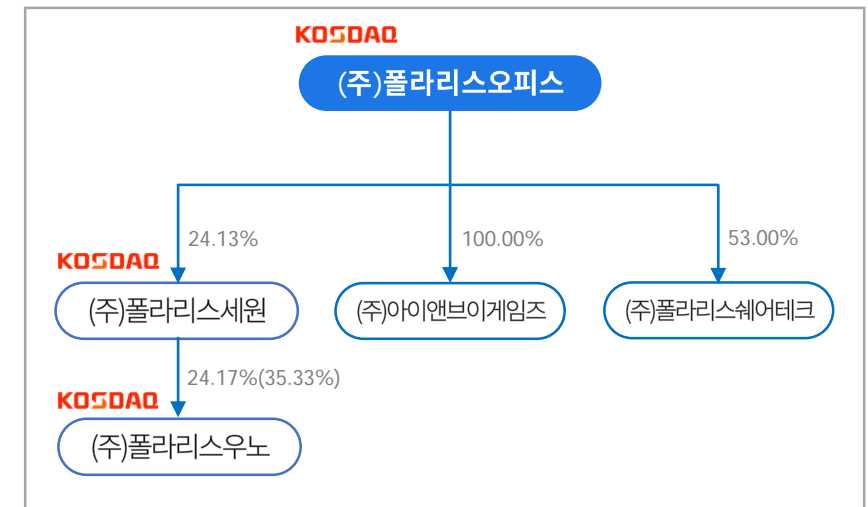 KOSDAQ
(주)폴라리스오피스
24.13%
100.00%
53.00%
KOSDAQ
(주)폴라리스세원
(주)아이앤브이게임즈
(주)폴라리스쉐어테크
24.17%(35.33%)
KOSDAQ
(주)폴라리스우노